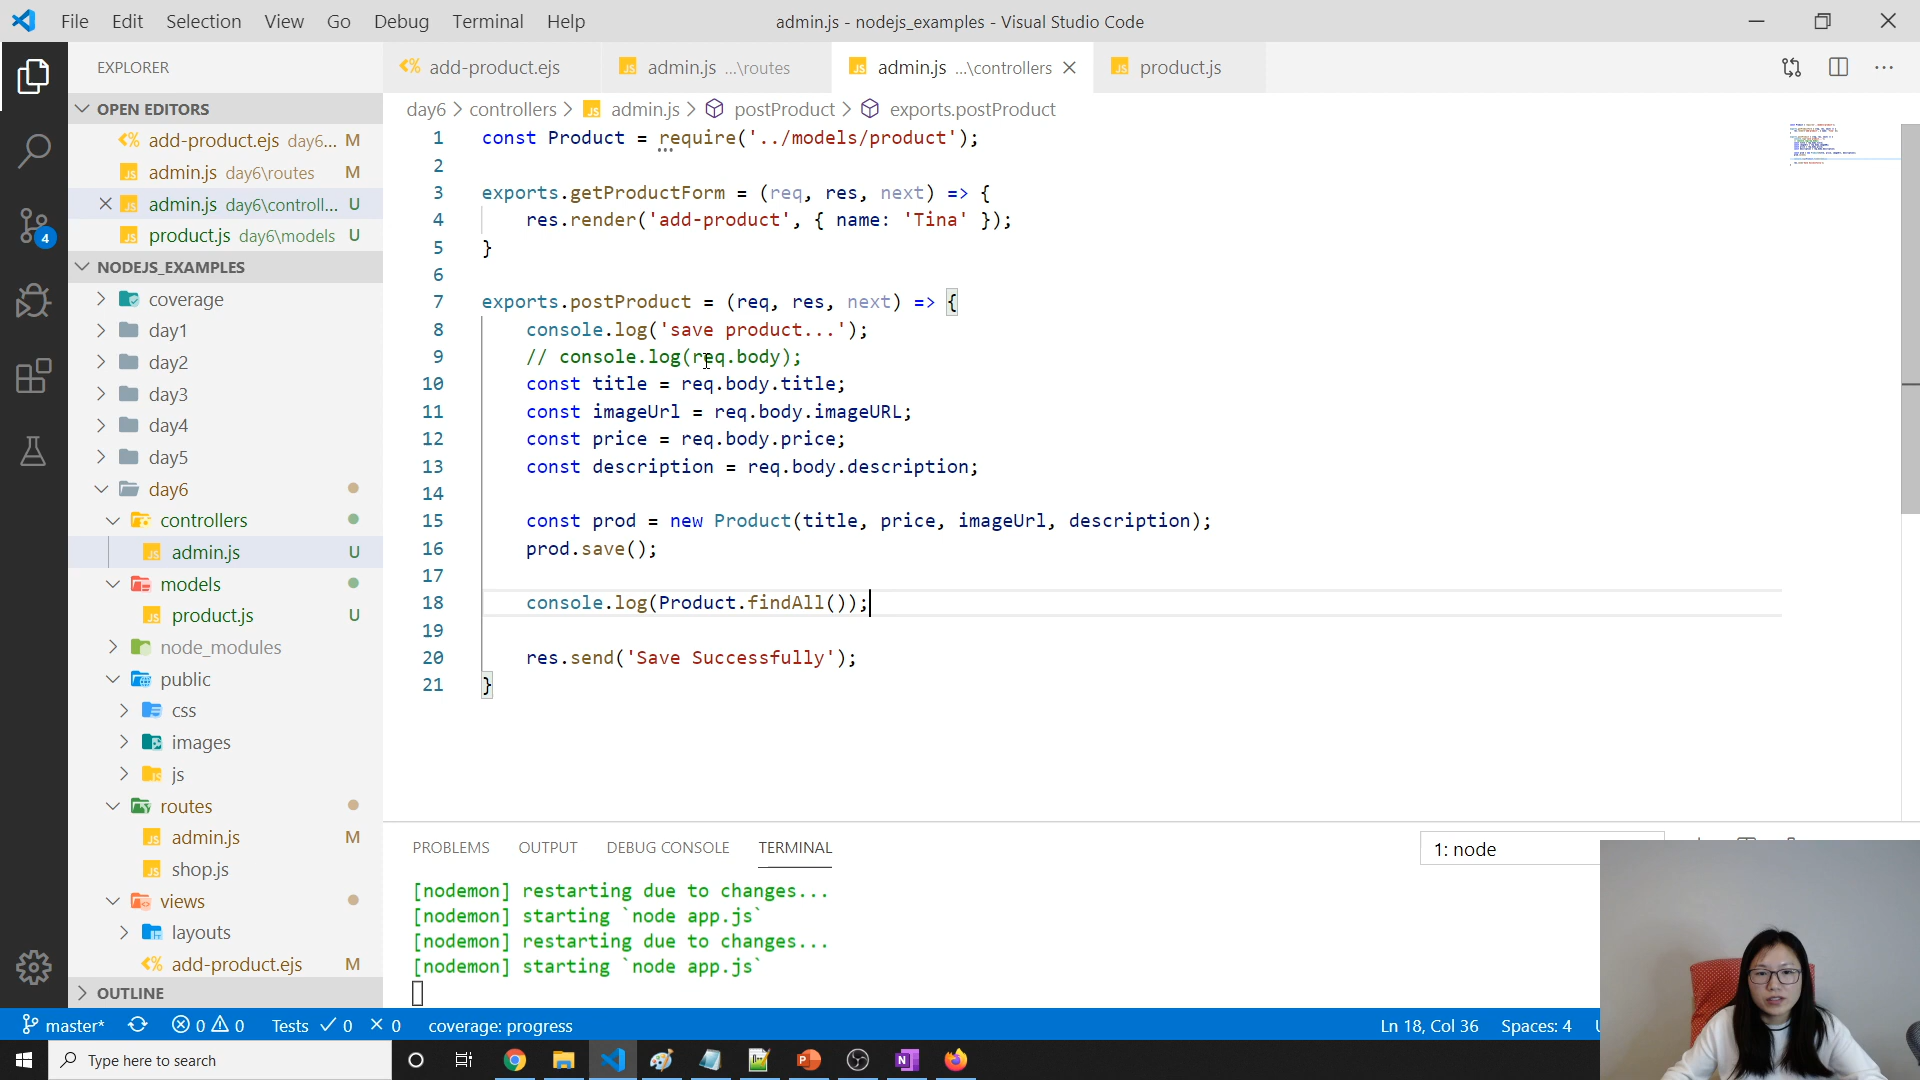 File Edit Selection View Go Debug Terminal Help
admin.js - nodejs_examples - Visual Studio Code
EXPLORER
OPEN EDITORS
add-product.ejs day6... M
admin.js day6\routes M
admin.js day6\controll... U
product.js day6\models U
NODEJS_EXAMPLES
coverage
day1
day2
day3
day4
day5
day6
controllers
admin.js U
models
product.js U
node_modules
public
css
images
js
routes
admin.js M
shop.js
views
layouts
add-product.ejs M
OUTLINE
4
add-product.ejs
admin.js ...\routes
admin.js ...\controllers
product.js
day6 > controllers > admin.js > postProduct > exports.postProduct
1 const Product = require('../models/product');
2
3 exports.getProductForm = (req, res, next) => {
4 res.render('add-product', { name: 'Tina' });
5 }
6
7 exports.postProduct = (req, res, next) => {
8 console.log('save product...');
9 // console.log(req.body);
10 const title = req.body.title;
11 const imageUrl = req.body.imageURL;
12 const price = req.body.price;
13 const description = req.body.description;
14
15 const prod = new Product(title, price, imageUrl, description);
16 prod.save();
17
18 console.log(Product.findAll());
19
20 res.send('Save Successfully');
21 }
PROBLEMS OUTPUT DEBUG CONSOLE TERMINAL
1: node
[nodemon] restarting due to changes...
[nodemon] starting `node app.js`
[nodemon] restarting due to changes...
[nodemon] starting `node app.js`
master* 0 0 Tests 0 0 coverage: progress
Ln 18, Col 36 Spaces: 4
Type here to search